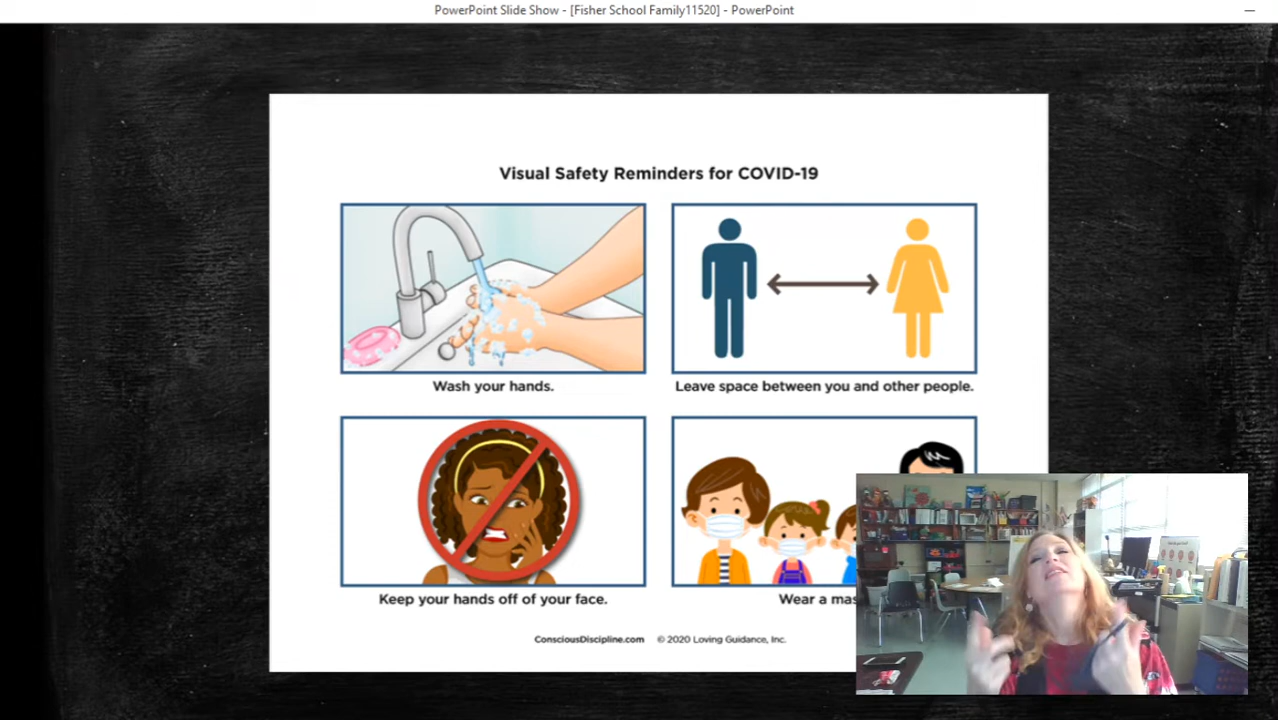 PowerPoint Slide Show - [Fisher School Family11520] - PowerPoint
Visual Safety Reminders for COVID-19
Wash your hands.
Leave space between you and other people.
Keep your hands off of your face.
Wear a mas
ConsciousDiscipline.com © 2020 Loving Guidance, Inc.